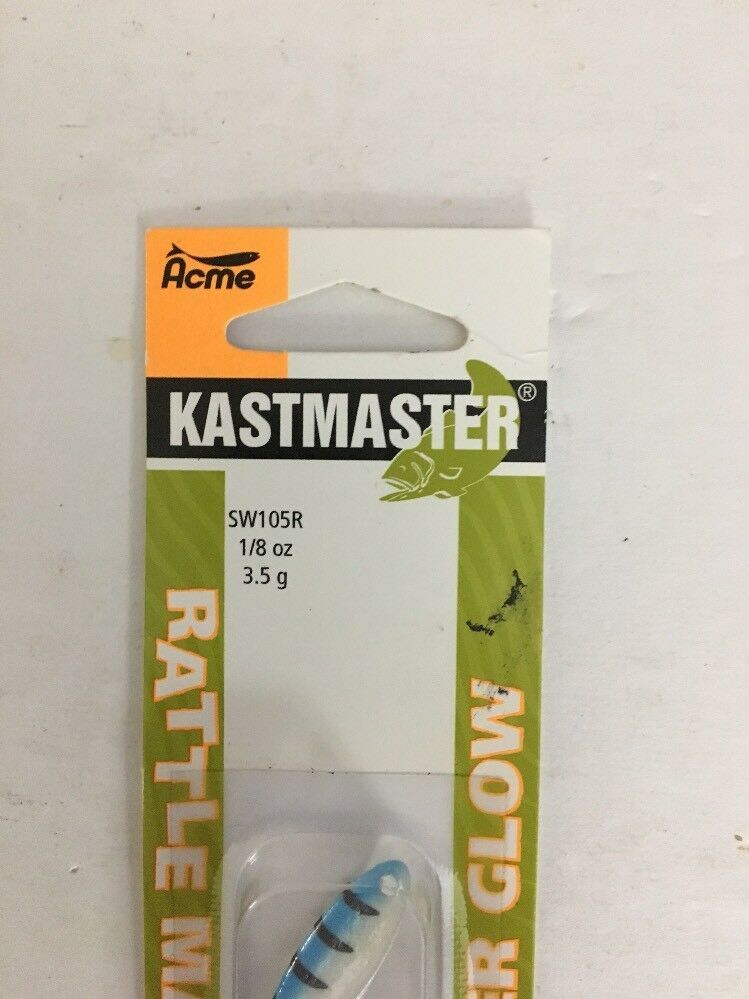 Acme
KASTMASTER®
SW105R
1/8 oz
3.5 g
RATTLE
GLOW